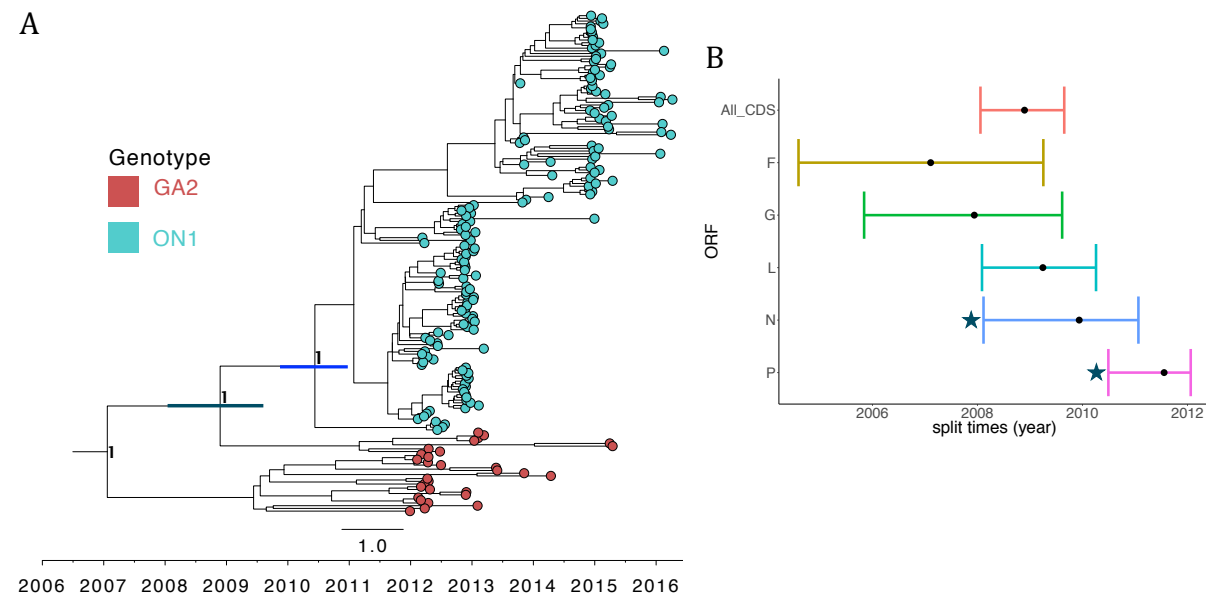 A
Genotype
GA2
ON1
1
1
1
1.0
2006 2007 2008 2009 2010 2011 2012 2013 2014 2015 2016
B
ORF
All_CDS
F
G
L
N
P
2006 2008 2010 2012
split times (year)